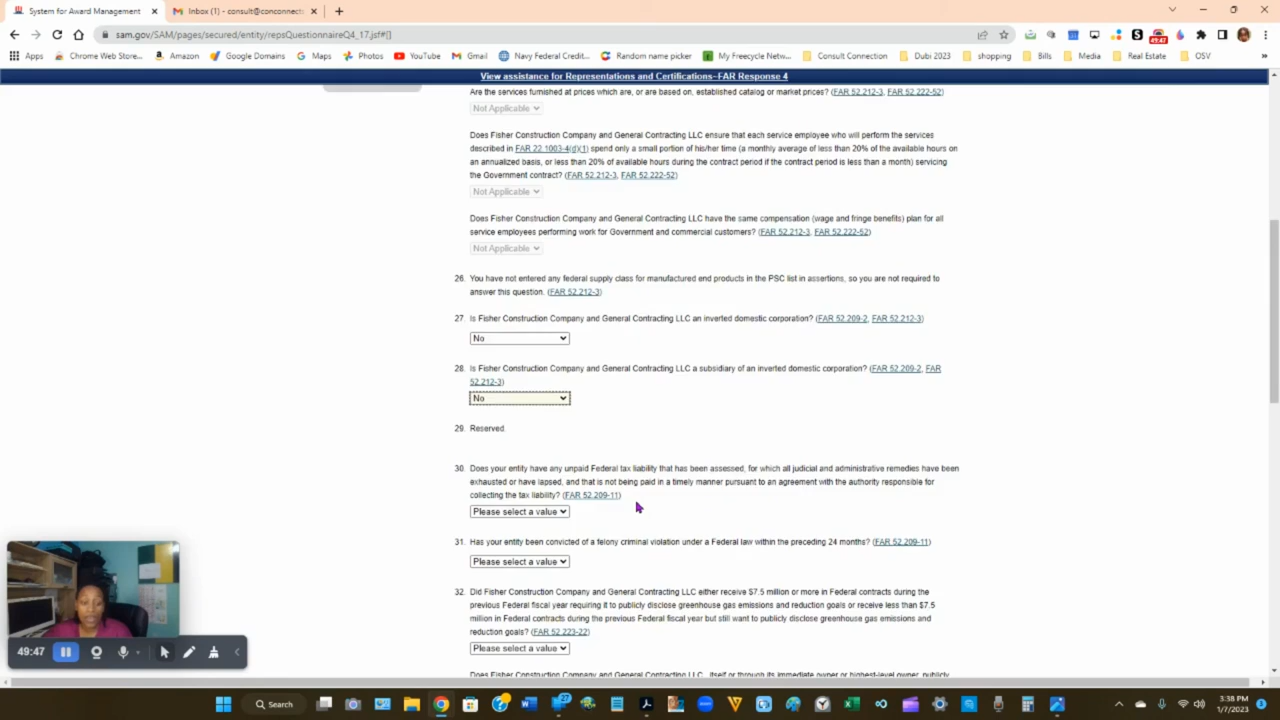 System for Award Management
Inbox (1) - consult@conconnects
sam.gov/SAM/pages/secured/entity/repsQuestionnaireQ4_17.jsf#[]
49:47
Apps
Chrome Web Store...
Amazon
Google Domains
Maps
Photos
YouTube
Gmail
Navy Federal Credit...
Random name picker
My Freecycle Netw...
Consult Connection
Dubi 2023
shopping
Bills
Media
Real Estate
OSV
»
View assistance for Representations and Certifications–FAR Response 4
Are the services furnished at prices which are, or are based on, established catalog or market prices? (FAR 52.212-3, FAR 52.222-52)
Not Applicable
Does Fisher Construction Company and General Contracting LLC ensure that each service employee who will perform the services
described in FAR 22.1003-4(d)(1) spend only a small portion of his/her time (a monthly average of less than 20% of the available hours on
an annualized basis, or less than 20% of available hours during the contract period if the contract period is less than a month) servicing
the Government contract? (FAR 52.212-3, FAR 52.222-52)
Not Applicable
Does Fisher Construction Company and General Contracting LLC have the same compensation (wage and fringe benefits) plan for all
service employees performing work for Government and commercial customers? (FAR 52.212-3, FAR 52.222-52)
Not Applicable
26. You have not entered any federal supply class for manufactured end products in the PSC list in assertions, so you are not required to
answer this question. (FAR 52.212-3)
27. Is Fisher Construction Company and General Contracting LLC an inverted domestic corporation? (FAR 52.209-2, FAR 52.212-3)
No
28. Is Fisher Construction Company and General Contracting LLC a subsidiary of an inverted domestic corporation? (FAR 52.209-2, FAR
52.212-3)
No
29. Reserved.
30. Does your entity have any unpaid Federal tax liability that has been assessed, for which all judicial and administrative remedies have been
exhausted or have lapsed, and that is not being paid in a timely manner pursuant to an agreement with the authority responsible for
collecting the tax liability? (FAR 52.209-11)
Please select a value
31. Has your entity been convicted of a felony criminal violation under a Federal law within the preceding 24 months? (FAR 52.209-11)
Please select a value
32. Did Fisher Construction Company and General Contracting LLC either receive $7.5 million or more in Federal contracts during the
previous Federal fiscal year requiring it to publicly disclose greenhouse gas emissions and reduction goals or receive less than $7.5
million in Federal contracts during the previous Federal fiscal year but still want to publicly disclose greenhouse gas emissions and
reduction goals? (FAR 52.223-22)
Please select a value
Does Fisher Construction Company and General Contracting LLC , itself or through its immediate owner or highest-level owner, publicly
49:47
Search
27
3:38 PM
1/7/2023